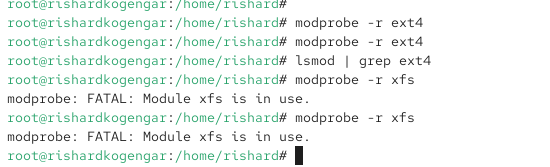 root@rishardkogengar:/home/rishard#
root@rishardkogengar:/home/rishard# modprobe -r ext4
root@rishardkogengar:/home/rishard# modprobe -r ext4
root@rishardkogengar:/home/rishard# lsmod | grep ext4
root@rishardkogengar:/home/rishard# modprobe -r xfs
modprobe: FATAL: Module xfs is in use.
root@rishardkogengar:/home/rishard# modprobe -r xfs
modprobe: FATAL: Module xfs is in use.
root@rishardkogengar:/home/rishard#